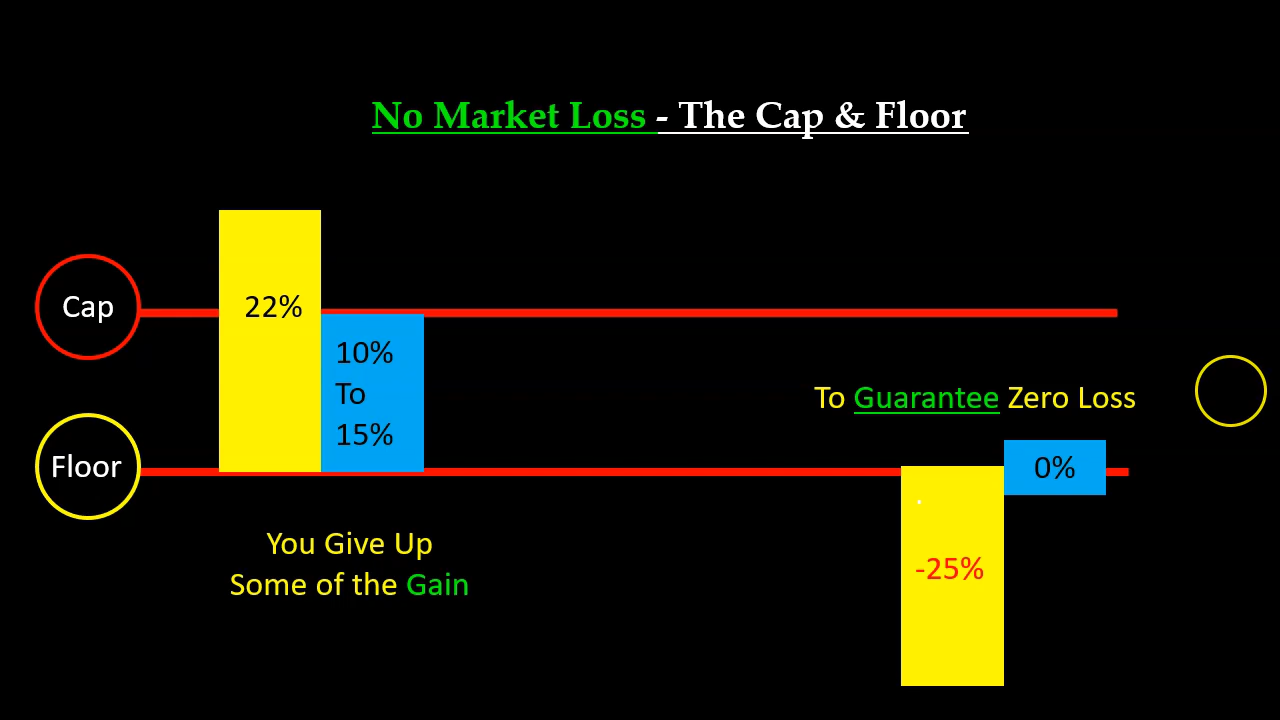 No Market Loss - The Cap & Floor
Cap
22%
10%
To
15%
To Guarantee Zero Loss
Floor
0%
-25%
You Give Up
Some of the Gain